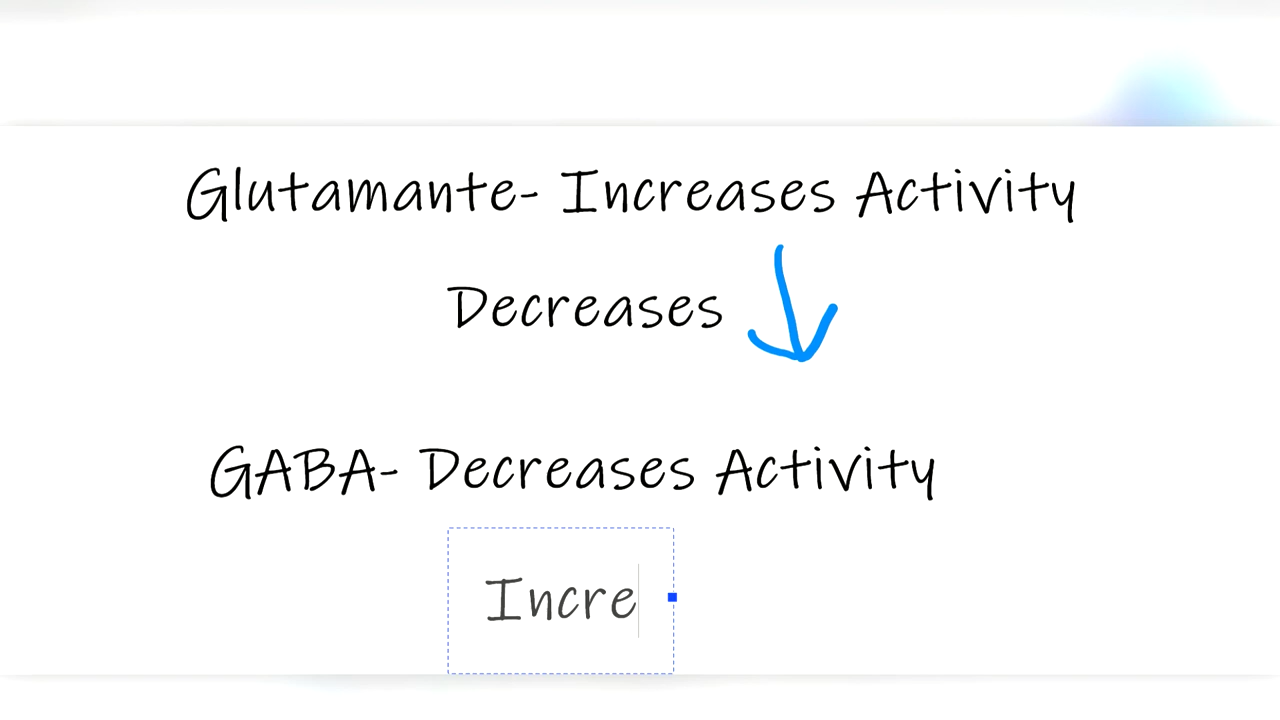 Glutamante- Increases Activity
Decreases
GABA- Decreases Activity
Incre